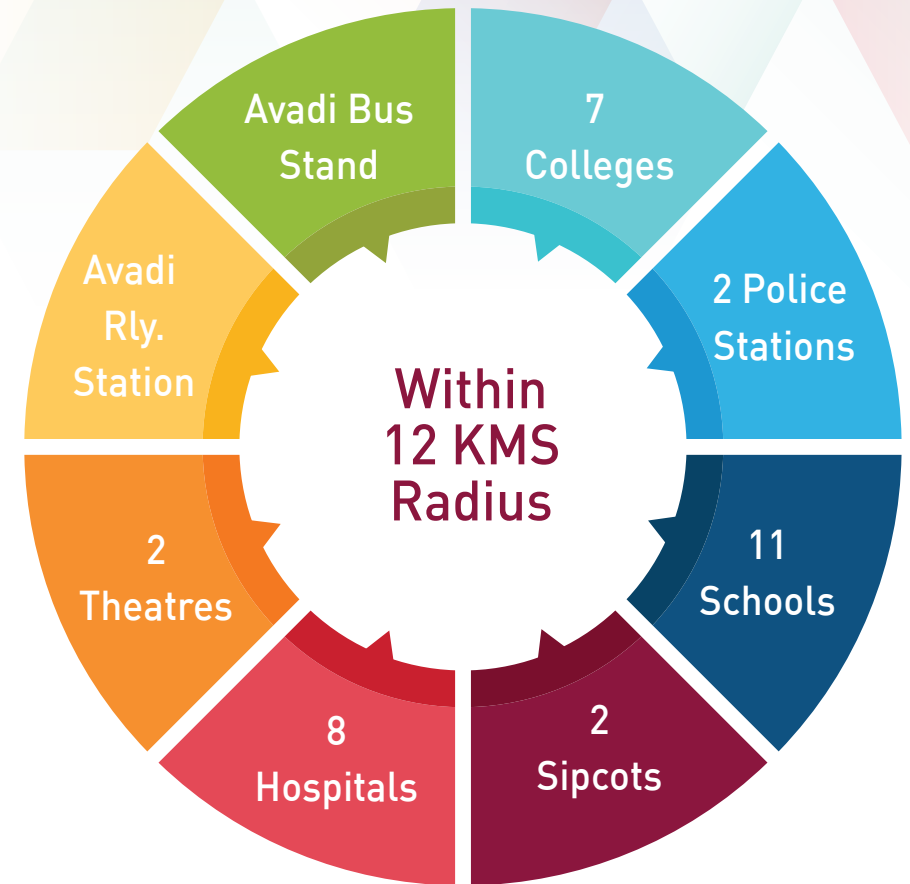 Avadi Bus
Stand
7
Colleges
2 Police
Stations
11
Schools
2
Sipcots
8
Hospitals
2
Theatres
Avadi
Rly.
Station
Within
12 KMS
Radius